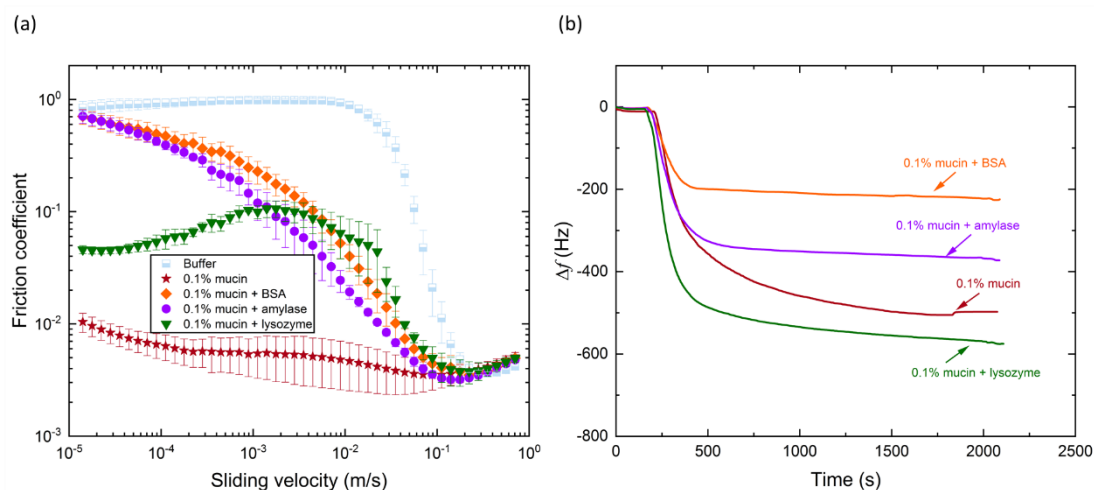 (a)
(b)
10⁰
10⁻¹
10⁻²
10⁻³
Friction coefficient
Buffer
0.1% mucin
0.1% mucin + BSA
0.1% mucin + amylase
0.1% mucin + lysozyme
10⁻⁵ 10⁻⁴ 10⁻³ 10⁻² 10⁻¹ 10⁰
Sliding velocity (m/s)
0
-200
-400
-600
-800
Δf (Hz)
0.1% mucin + BSA
0.1% mucin + amylase
0.1% mucin
0.1% mucin + lysozyme
0 500 1000 1500 2000 2500
Time (s)